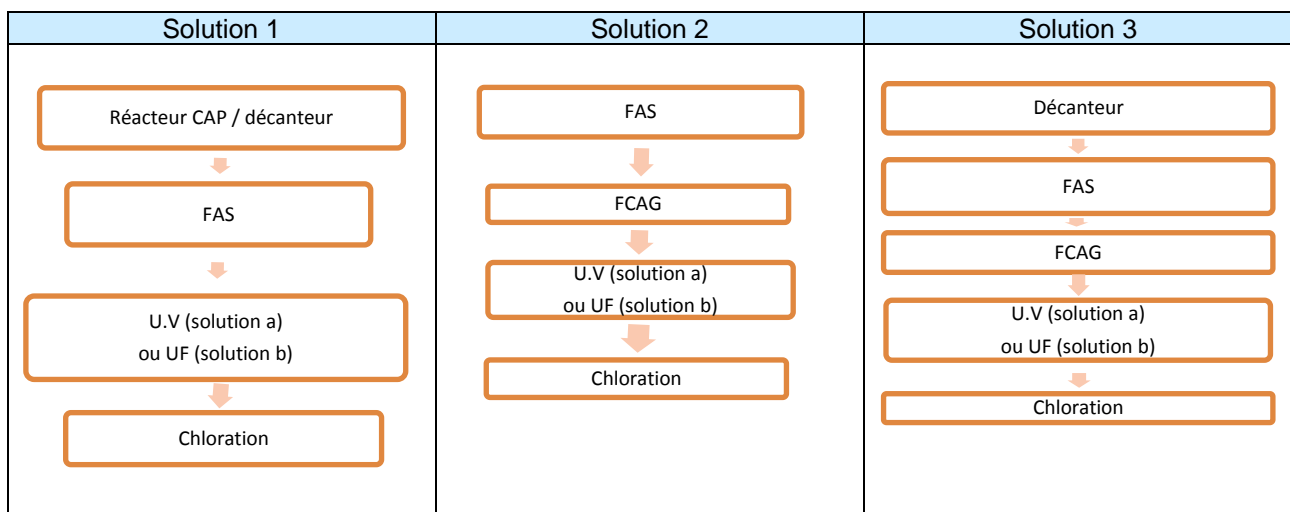 Solution 1
Réacteur CAP / décanteur
FAS
U.V (solution a)
ou UF (solution b)
Chloration
Solution 2
FAS
FCAG
U.V (solution a)
ou UF (solution b)
Chloration
Solution 3
Décanteur
FAS
FCAG
U.V (solution a)
ou UF (solution b)
Chloration